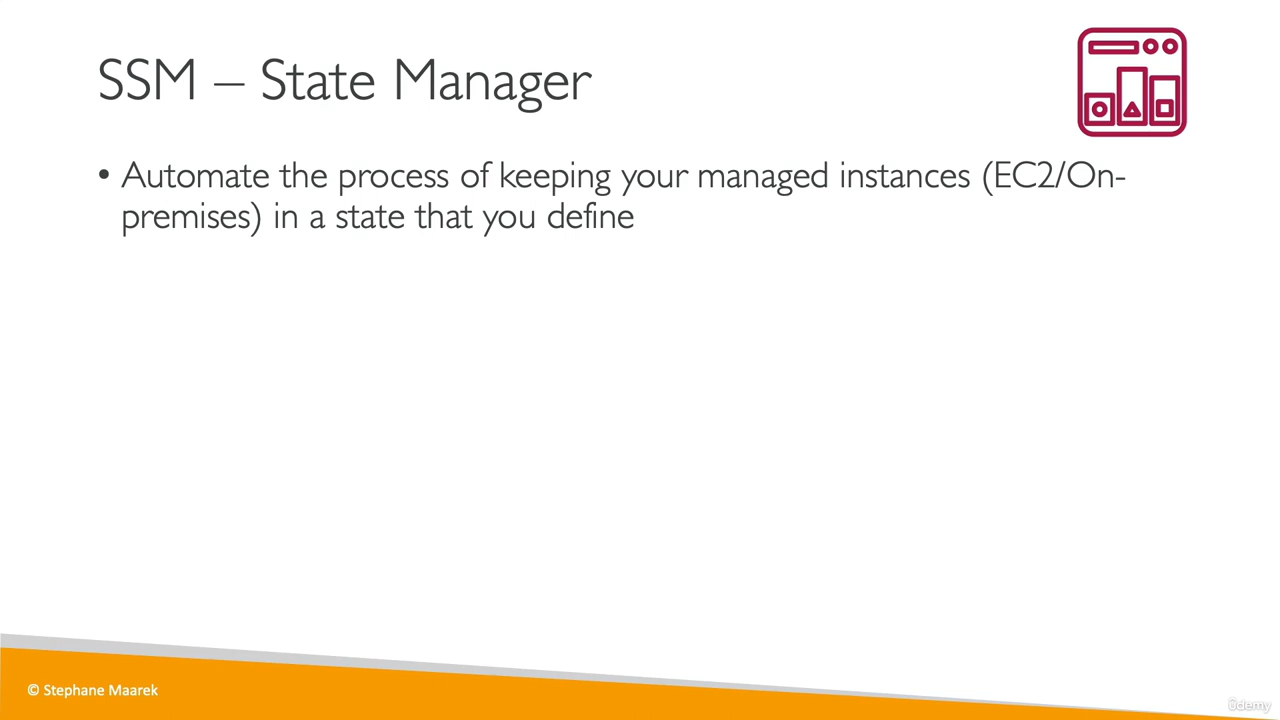 SSM – State Manager
• Automate the process of keeping your managed instances (EC2/On-
premises) in a state that you define
© Stephane Maarek
ûdemy